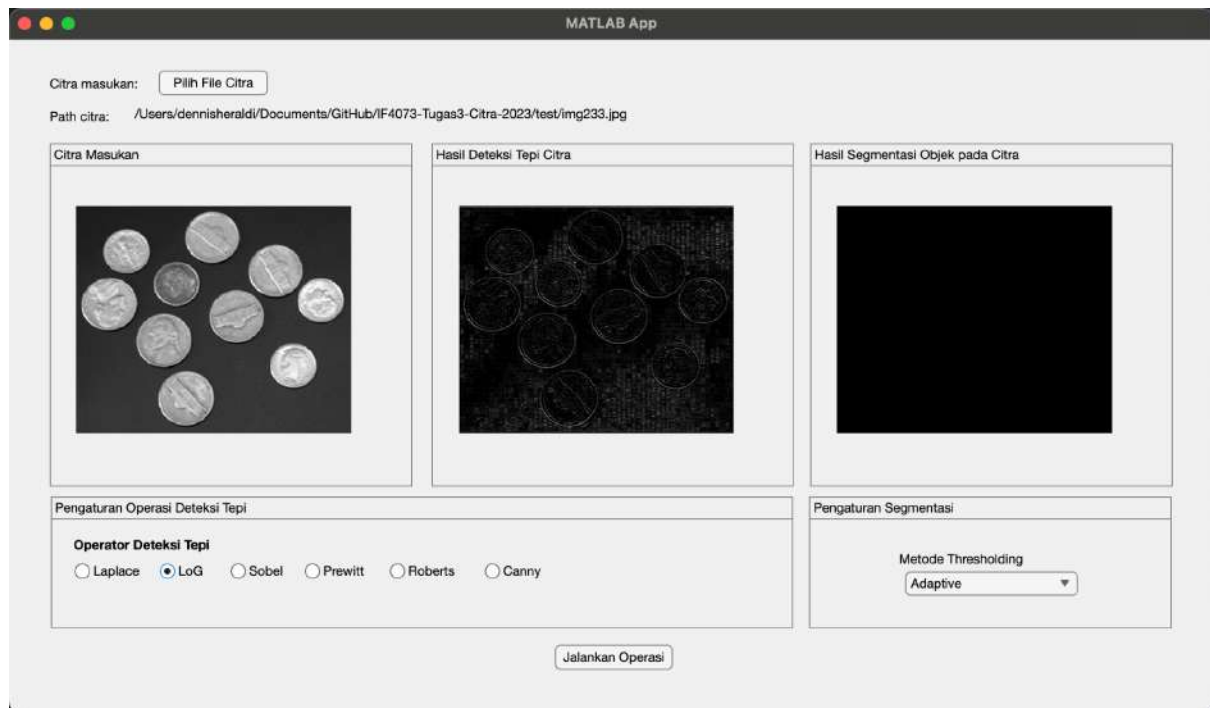 MATLAB App
Citra masukan: Pilih File Citra
Path citra: /Users/dennisheraldi/Documents/GitHub/IF4073-Tugas3-Citra-2023/test/img233.jpg
Citra Masukan
Hasil Deteksi Tepi Citra
Hasil Segmentasi Objek pada Citra
Pengaturan Operasi Deteksi Tepi
Operator Deteksi Tepi
Laplace LoG Sobel Prewitt Roberts Canny
Pengaturan Segmentasi
Metode Thresholding
Adaptive
Jalankan Operasi